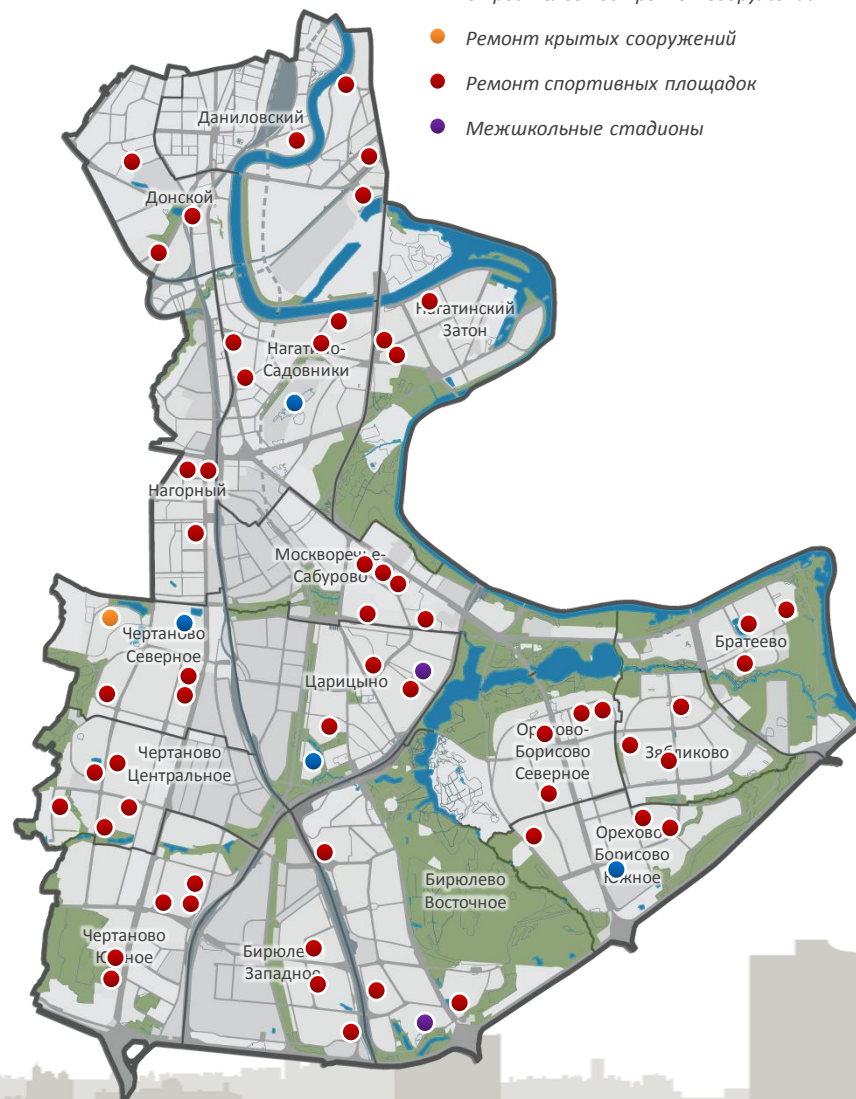 Ремонт крытых сооружений
Ремонт спортивных площадок
Межшкольные стадионы
Даниловский
Донской
Нагатинский
Затон
Нагатино-
Садовники
Нагорный
Москворечье-
Сабурово
Чертаново
Северное
Братеево
Царицыно
Орехово-
Борисово
Северное
Зябликово
Чертаново
Центральное
Орехово
Борисово
Южное
Бирюлево
Восточное
Чертаново
Южное
Бирюлево
Западное